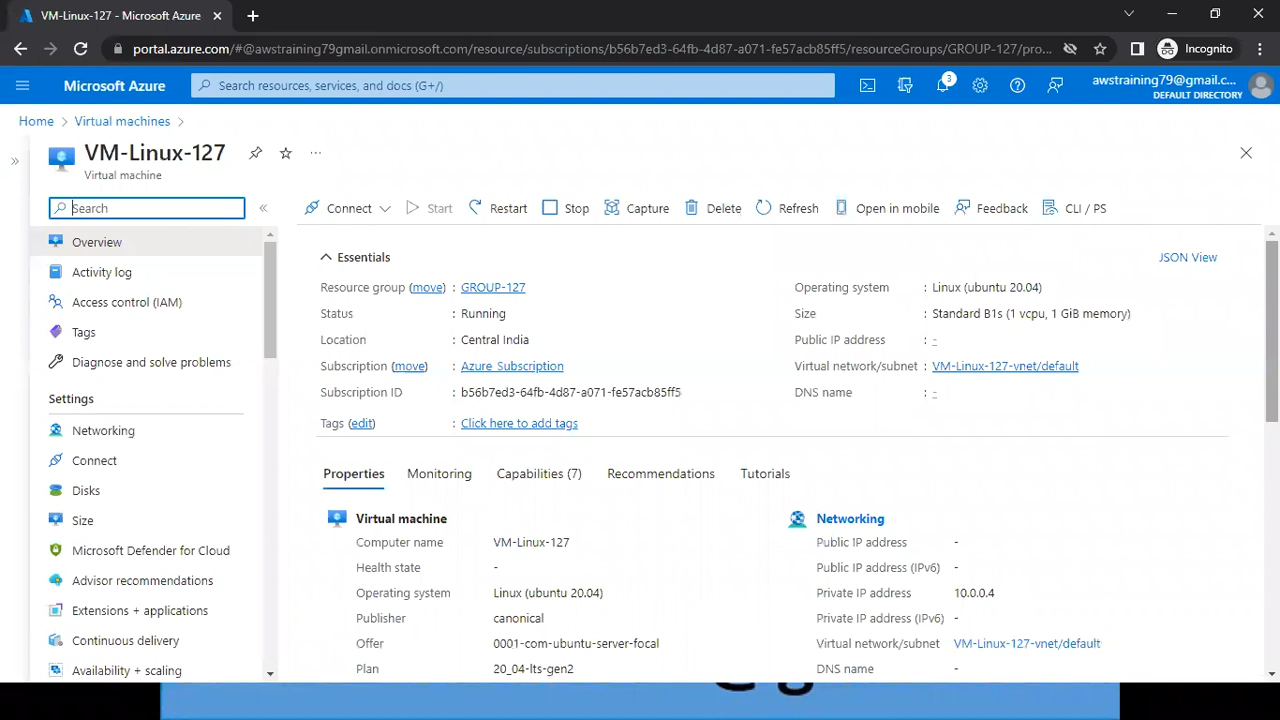 VM-Linux-127 - Microsoft Azure
portal.azure.com/#@awstraining79gmail.onmicrosoft.com/resource/subscriptions/b56b7ed3-64fb-4d87-a071-fe57acb85ff5/resourceGroups/GROUP-127/pro...
Incognito
Microsoft Azure
Search resources, services, and docs (G+/)
3
awstraining79@gmail.c...
DEFAULT DIRECTORY
Home > Virtual machines >
VM-Linux-127
Virtual machine
Search
Connect Start Restart Stop Capture Delete Refresh Open in mobile Feedback CLI / PS
Overview
Activity log
Access control (IAM)
Tags
Diagnose and solve problems
Settings
Networking
Connect
Disks
Size
Microsoft Defender for Cloud
Advisor recommendations
Extensions + applications
Continuous delivery
Availability + scaling
Essentials
JSON View
Resource group (move) : GROUP-127
Status : Running
Location : Central India
Subscription (move) : Azure Subscription
Subscription ID : b56b7ed3-64fb-4d87-a071-fe57acb85ff5
Tags (edit) : Click here to add tags
Operating system : Linux (ubuntu 20.04)
Size : Standard B1s (1 vcpu, 1 GiB memory)
Public IP address : -
Virtual network/subnet : VM-Linux-127-vnet/default
DNS name : -
Properties Monitoring Capabilities (7) Recommendations Tutorials
Virtual machine
Computer name VM-Linux-127
Health state -
Operating system Linux (ubuntu 20.04)
Publisher canonical
Offer 0001-com-ubuntu-server-focal
Plan 20_04-lts-gen2
Networking
Public IP address -
Public IP address (IPv6) -
Private IP address 10.0.0.4
Private IP address (IPv6) -
Virtual network/subnet VM-Linux-127-vnet/default
DNS name -